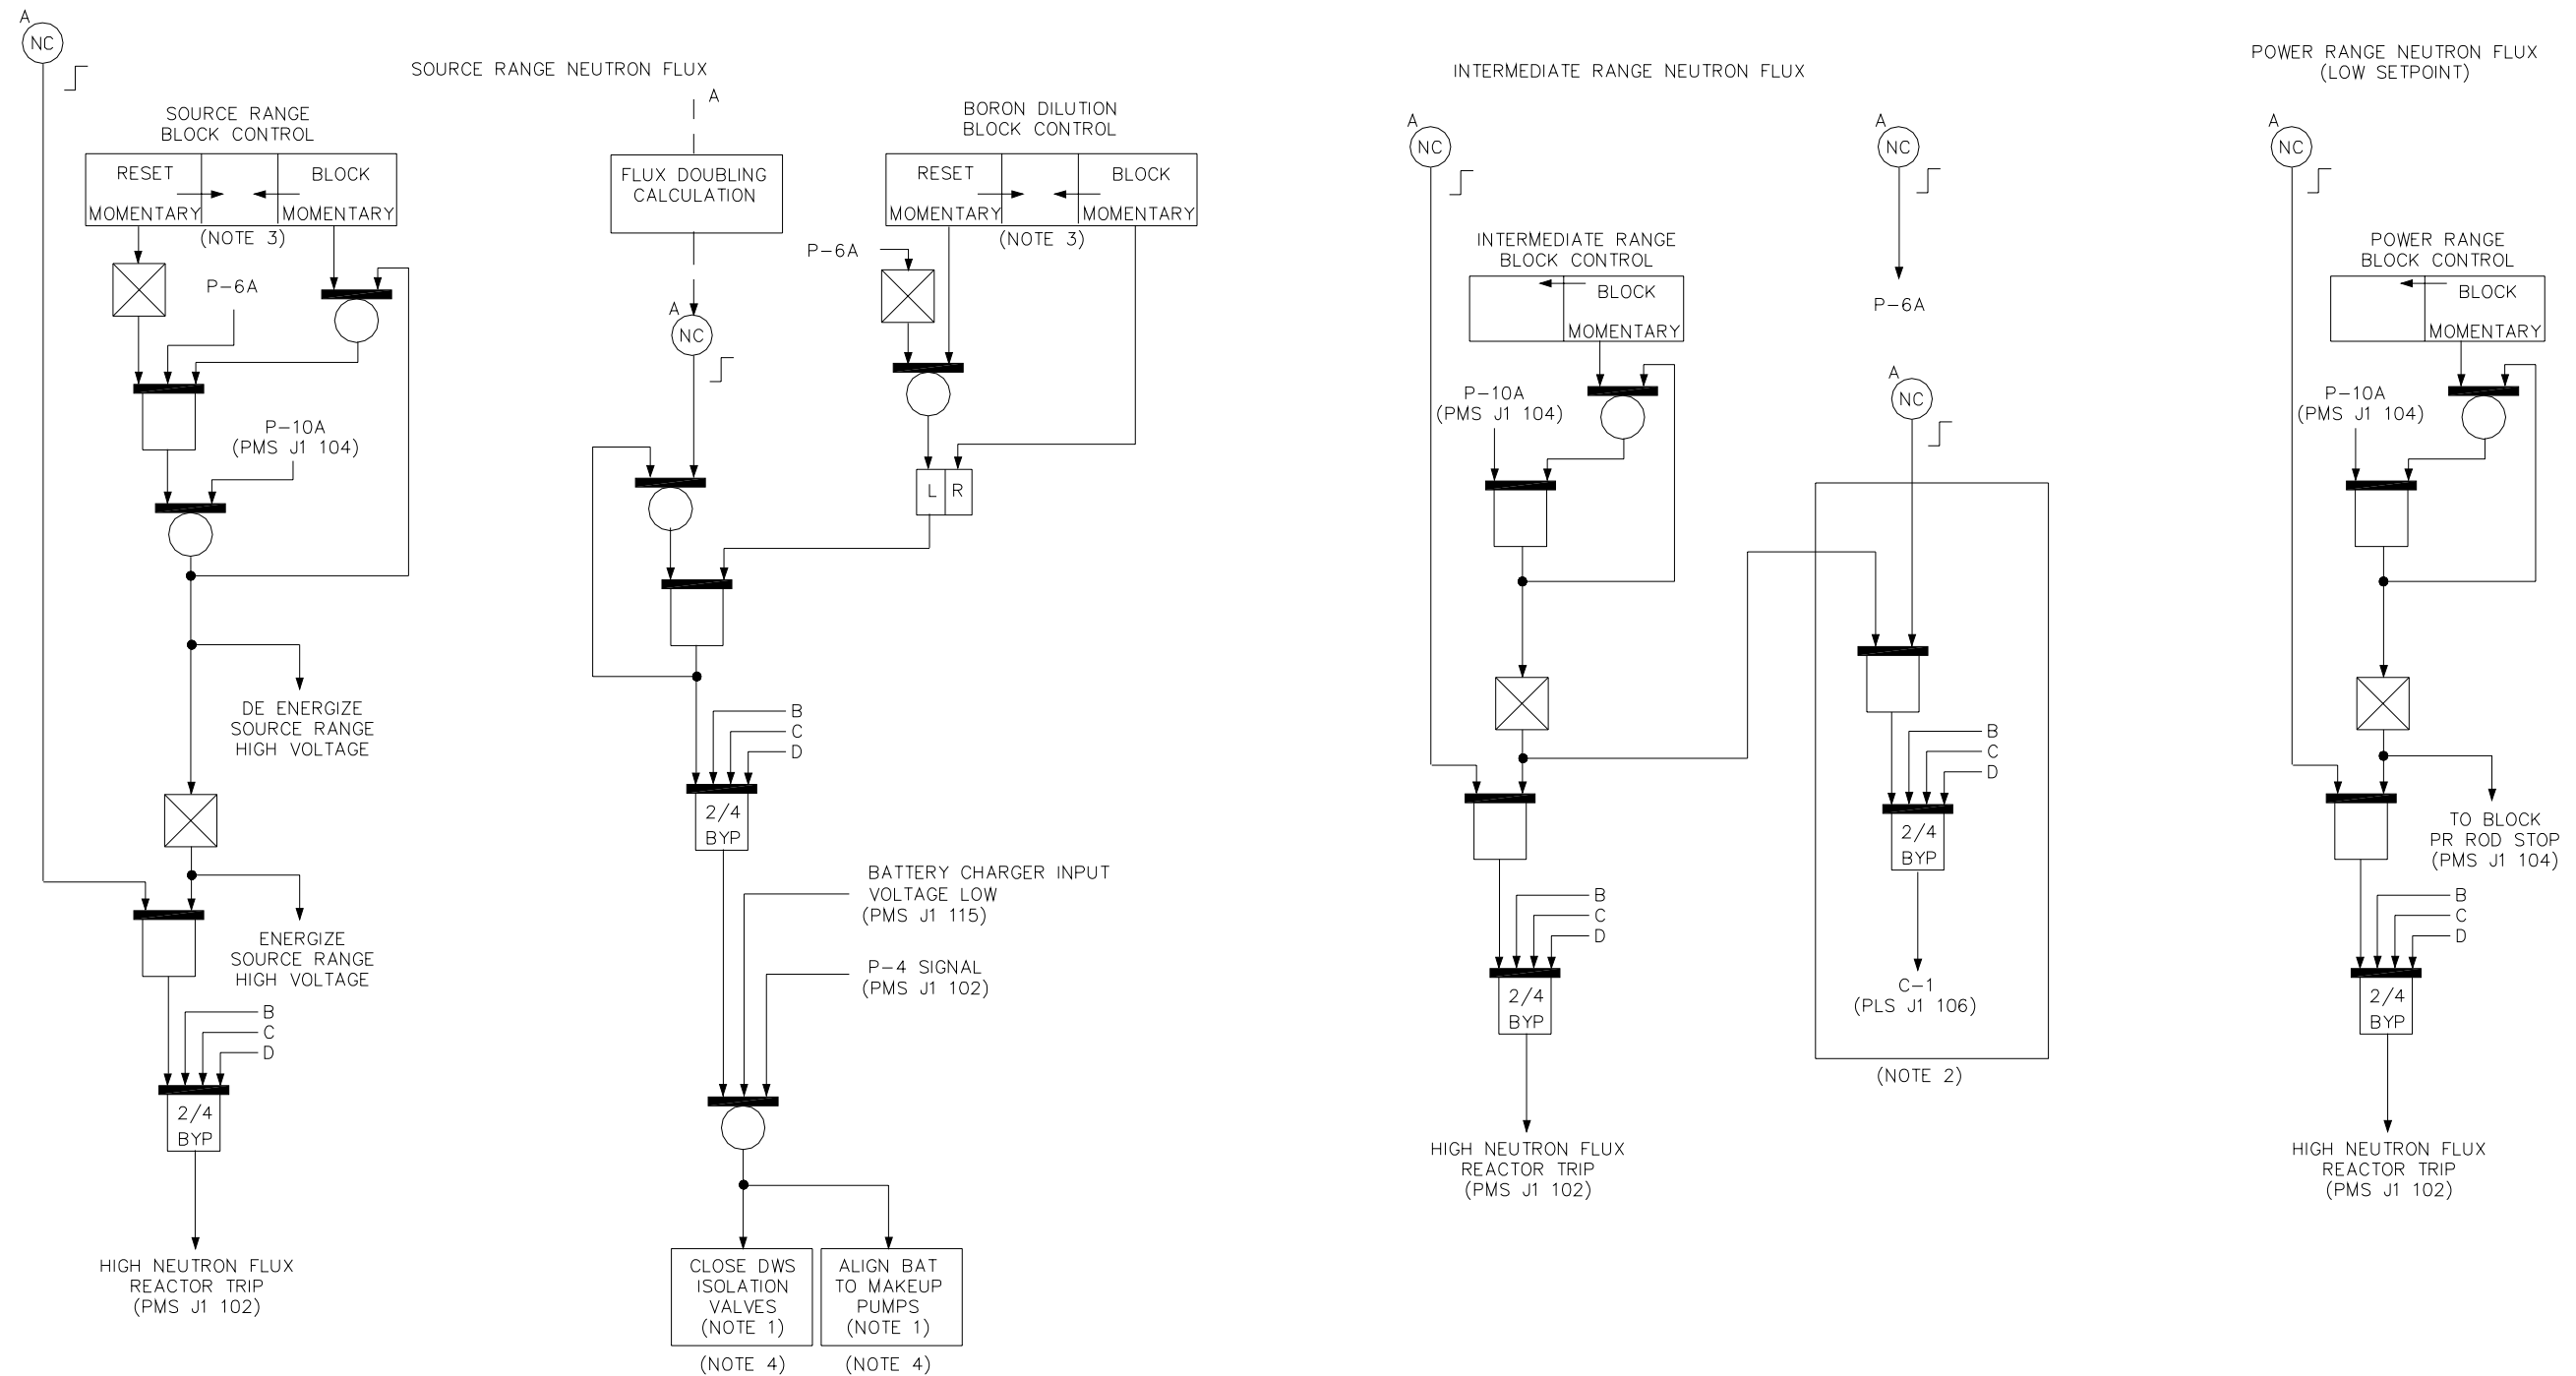 A
NC
SOURCE RANGE NEUTRON FLUX
SOURCE RANGE
BLOCK CONTROL
RESET
BLOCK
MOMENTARY
MOMENTARY
(NOTE 3)
P-6A
P-10A
(PMS J1 104)
DE ENERGIZE
SOURCE RANGE
HIGH VOLTAGE
ENERGIZE
SOURCE RANGE
HIGH VOLTAGE
B
C
D
2/4
BYP
HIGH NEUTRON FLUX
REACTOR TRIP
(PMS J1 102)
A
FLUX DOUBLING
CALCULATION
A
NC
BORON DILUTION
BLOCK CONTROL
RESET
BLOCK
MOMENTARY
MOMENTARY
(NOTE 3)
P-6A
L
R
B
C
D
2/4
BYP
BATTERY CHARGER INPUT
VOLTAGE LOW
(PMS J1 115)
P-4 SIGNAL
(PMS J1 102)
CLOSE DWS
ISOLATION
VALVES
(NOTE 1)
(NOTE 4)
ALIGN BAT
TO MAKEUP
PUMPS
(NOTE 1)
(NOTE 4)
INTERMEDIATE RANGE NEUTRON FLUX
A
NC
INTERMEDIATE RANGE
BLOCK CONTROL
BLOCK
MOMENTARY
P-10A
(PMS J1 104)
B
C
D
2/4
BYP
HIGH NEUTRON FLUX
REACTOR TRIP
(PMS J1 102)
A
NC
P-6A
A
NC
B
C
D
2/4
BYP
C-1
(PLS J1 106)
(NOTE 2)
POWER RANGE NEUTRON FLUX
(LOW SETPOINT)
A
NC
POWER RANGE
BLOCK CONTROL
BLOCK
MOMENTARY
P-10A
(PMS J1 104)
TO BLOCK
PR ROD STOP
(PMS J1 104)
B
C
D
2/4
BYP
HIGH NEUTRON FLUX
REACTOR TRIP
(PMS J1 102)